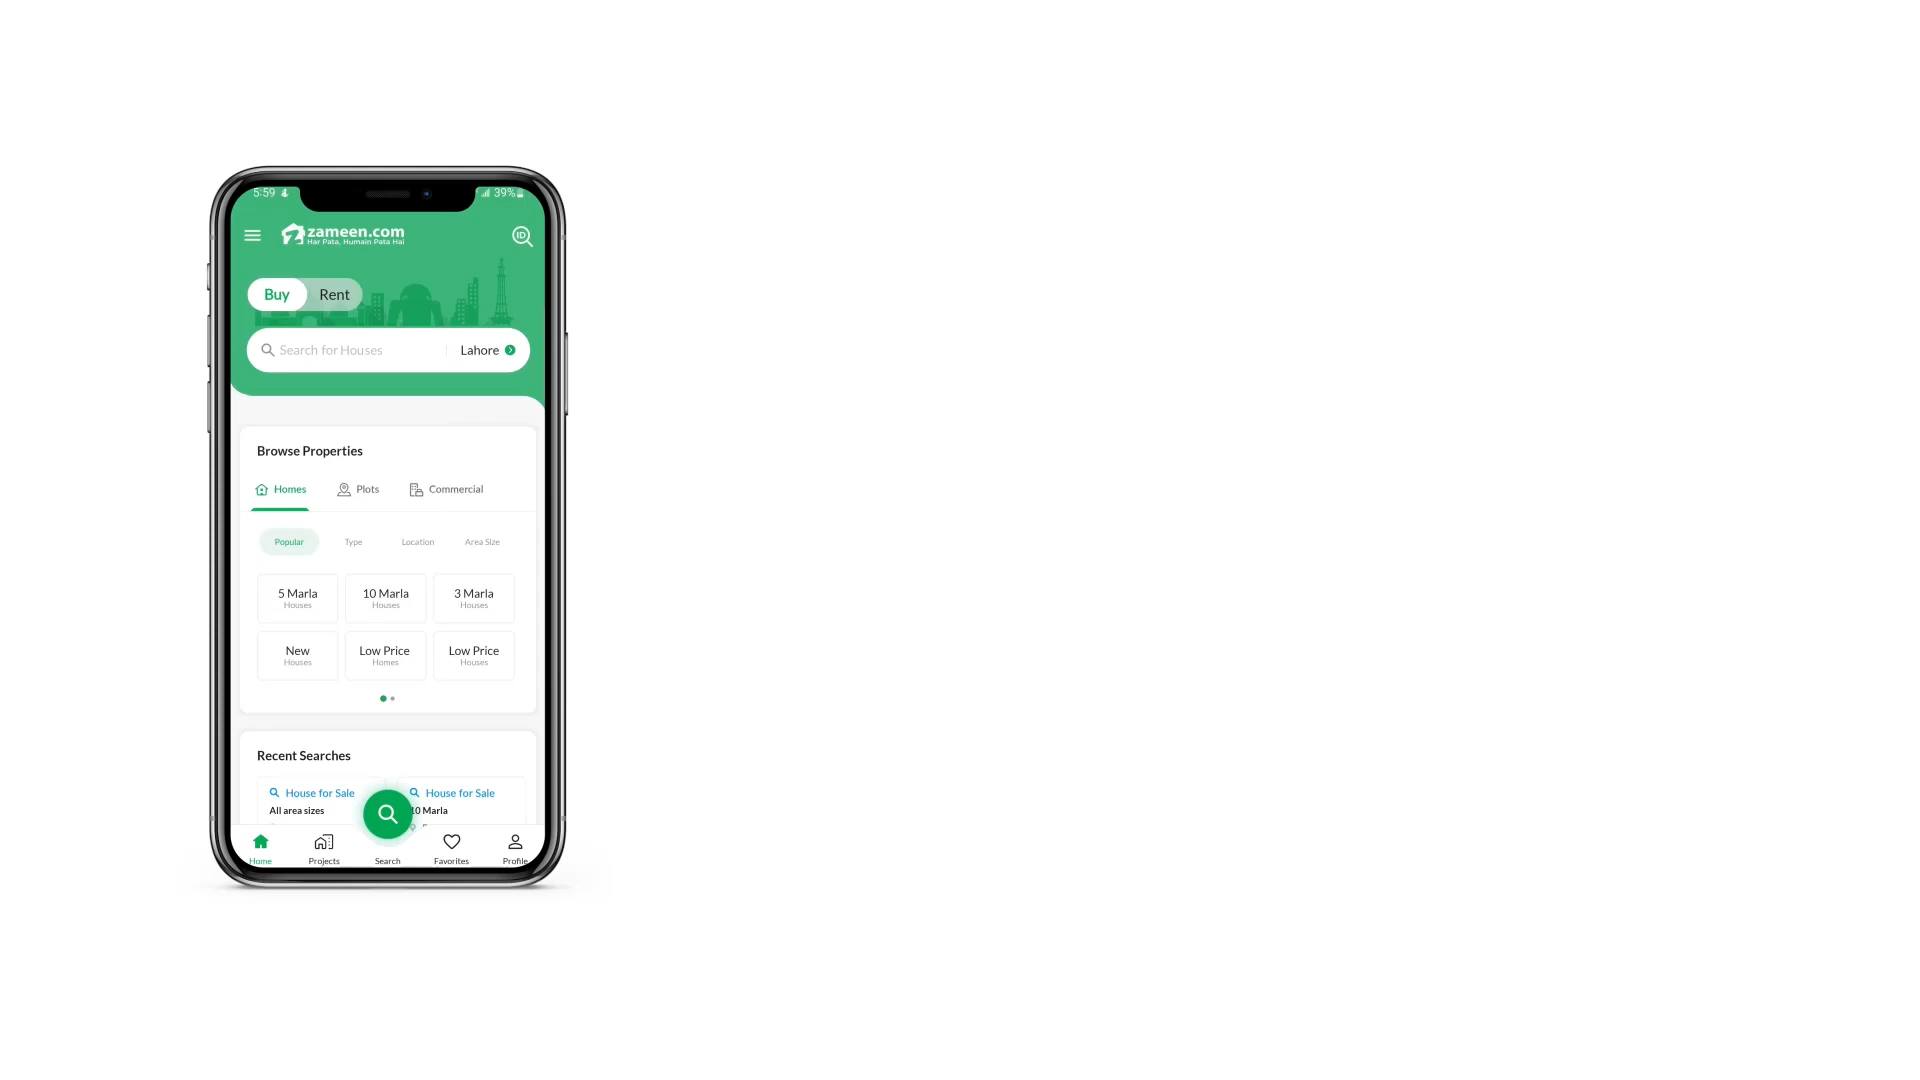 5:59
39%
zameen.com
Har Pata, Humain Pata Hai
ID
Buy Rent
Search for Houses
Lahore
Browse Properties
Homes Plots Commercial
Popular Type Location Area Size
5 Marla 10 Marla 3 Marla
Houses Houses Houses
New Low Price Low Price
Houses Homes Houses
Recent Searches
House for Sale House for Sale
All area sizes 10 Marla
Home Projects Search Favorites Profile